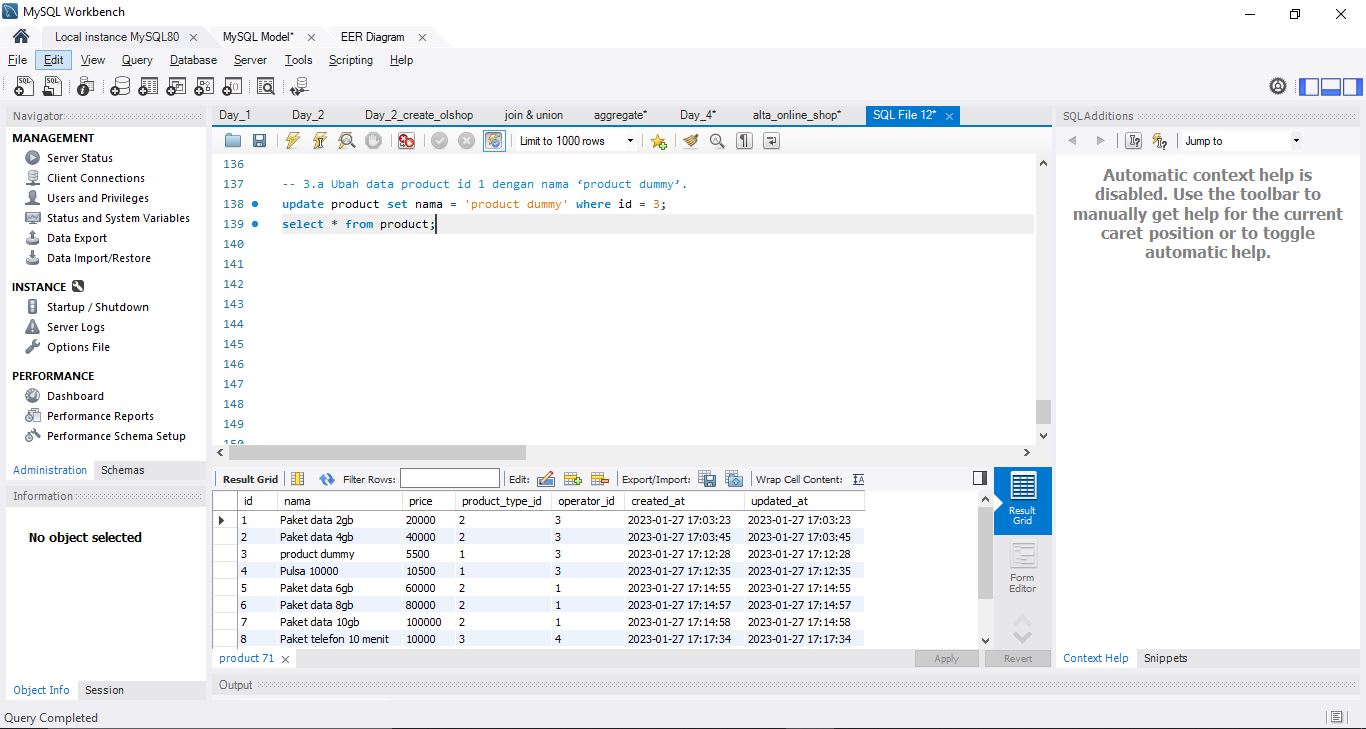 MySQL Workbench
Local instance MySQL80 MySQL Model* EER Diagram
File Edit View Query Database Server Tools Scripting Help
Navigator
MANAGEMENT
Server Status
Client Connections
Users and Privileges
Status and System Variables
Data Export
Data Import/Restore
INSTANCE
Startup / Shutdown
Server Logs
Options File
PERFORMANCE
Dashboard
Performance Reports
Performance Schema Setup
Administration Schemas
Information
No object selected
Object Info Session
Day_1 Day_2 Day_2_create_olshop join & union aggregate* Day_4* alta_online_shop* SQL File 12*
Limit to 1000 rows
136
137 -- 3.a Ubah data product id 1 dengan nama ‘product dummy’.
138 update product set nama = 'product dummy' where id = 3;
139 select * from product;
140
141
142
143
144
145
146
147
148
149
150
Result Grid Filter Rows: Edit: Export/Import: Wrap Cell Content:
id nama price product_type_id operator_id created_at updated_at
1 Paket data 2gb 20000 2 3 2023-01-27 17:03:23 2023-01-27 17:03:23
2 Paket data 4gb 40000 2 3 2023-01-27 17:03:45 2023-01-27 17:03:45
3 product dummy 5500 1 3 2023-01-27 17:12:28 2023-01-27 17:12:28
4 Pulsa 10000 10500 1 3 2023-01-27 17:12:35 2023-01-27 17:12:35
5 Paket data 6gb 60000 2 1 2023-01-27 17:14:55 2023-01-27 17:14:55
6 Paket data 8gb 80000 2 1 2023-01-27 17:14:57 2023-01-27 17:14:57
7 Paket data 10gb 100000 2 1 2023-01-27 17:14:58 2023-01-27 17:14:58
8 Paket telefon 10 menit 10000 3 4 2023-01-27 17:17:34 2023-01-27 17:17:34
Result
Grid
Form
Editor
product 71 Apply Revert
Output
SQLAdditions
Jump to
Automatic context help is
disabled. Use the toolbar to
manually get help for the current
caret position or to toggle
automatic help.
Context Help Snippets
Query Completed